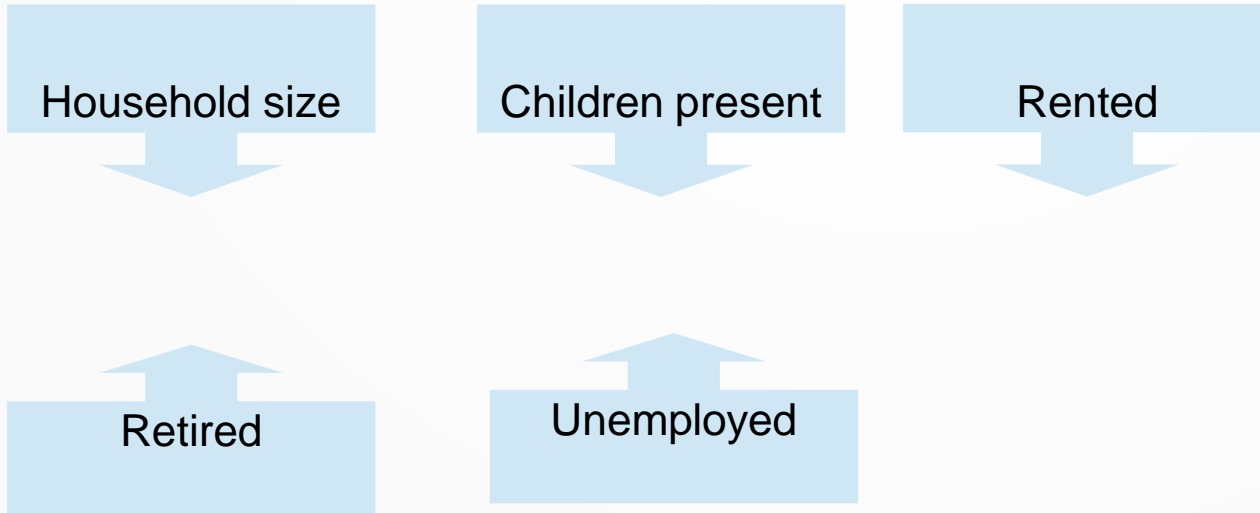 Household size
Children present
Rented
Retired
Unemployed